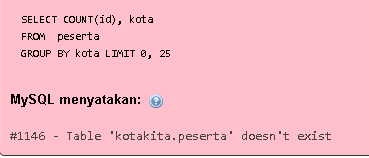 SELECT COUNT(id), kota
FROM peserta
GROUP BY kota LIMIT 0, 25
MySQL menyatakan:
#1146 - Table 'kotakita.peserta' doesn't exist